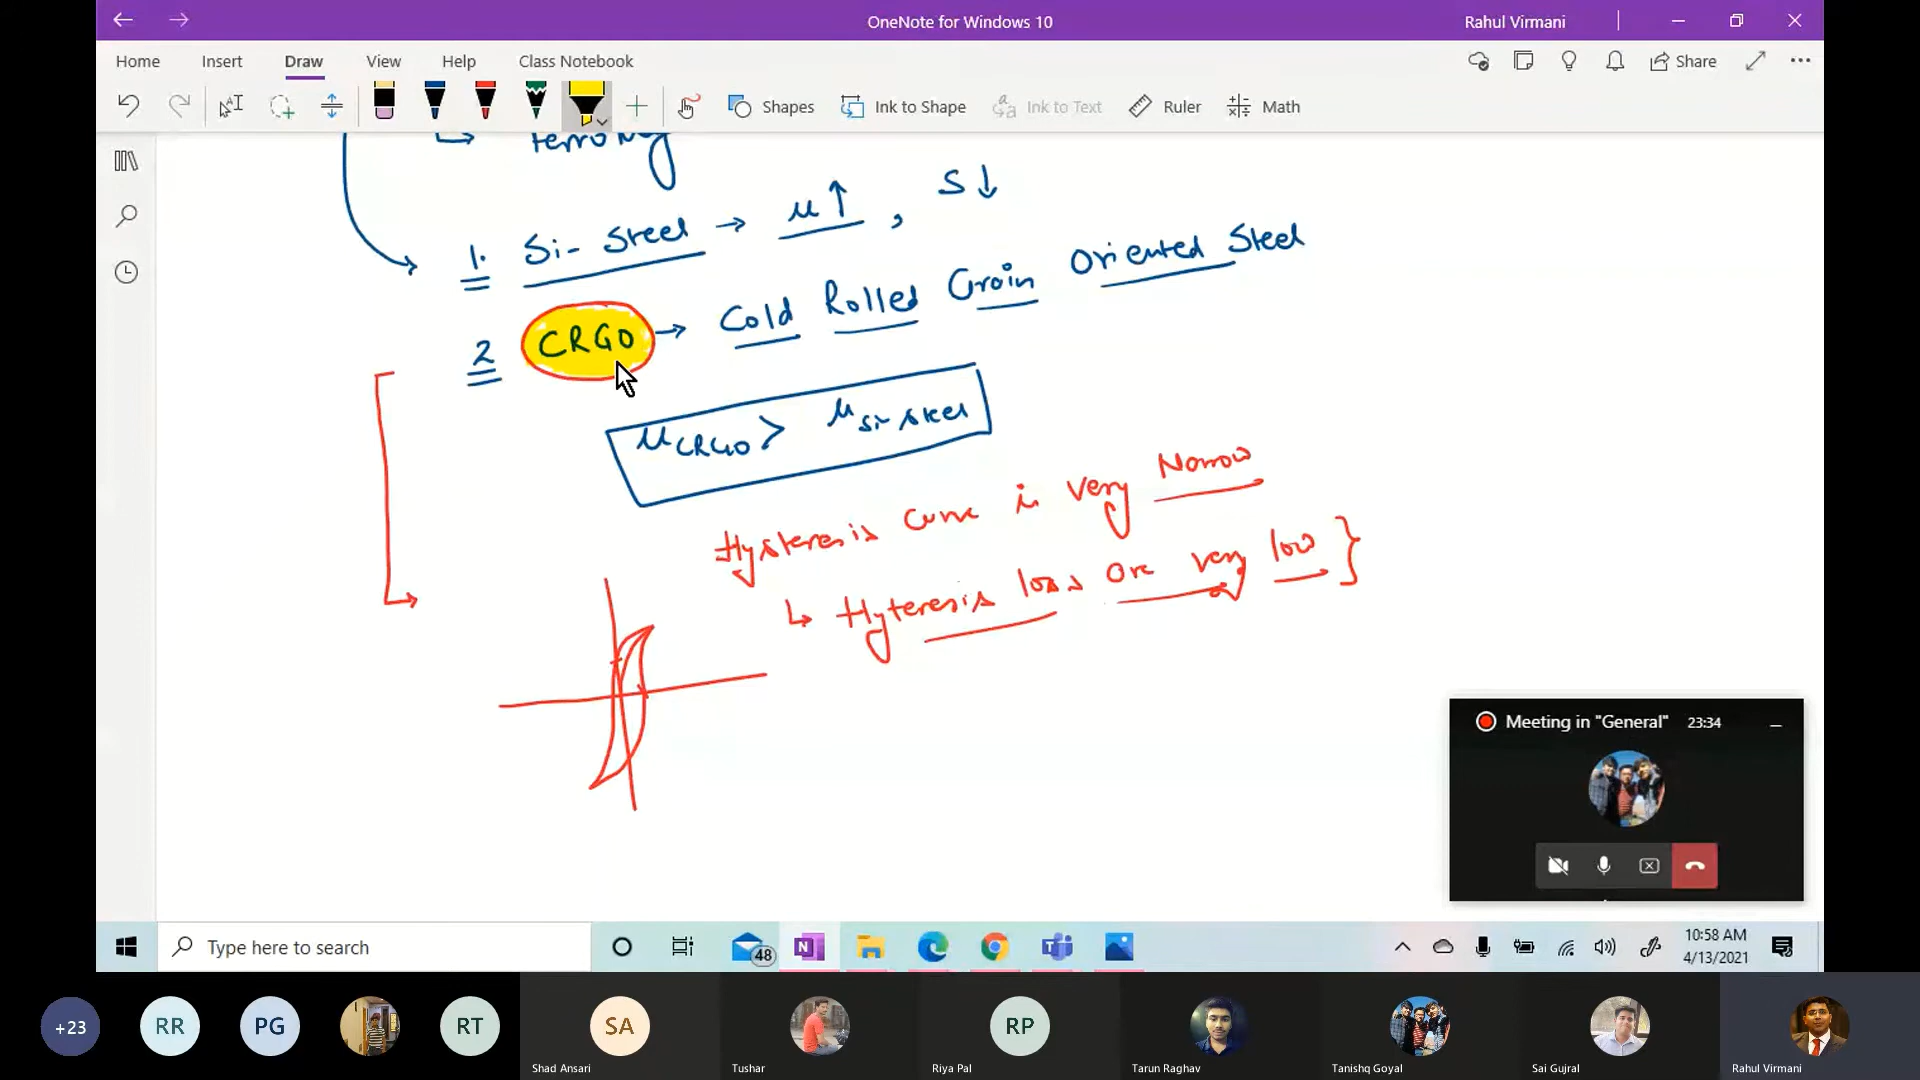 OneNote for Windows 10
Rahul Virmani
Home Insert Draw View Help Class Notebook
Share
Shapes Ink to Shape Ink to Text Ruler Math
S↓
1. Si-Steel → μ↑,
2 CRGO → Cold Rolled Grain Oriented Steel
μCRGO > μsi steel
Hysteresis curve is very Narrow
↳ Hyteresis loss are very low }
Meeting in "General" 23:34
Type here to search
48
10:58 AM
4/13/2021
+23 RR PG RT SA RP
Shad Ansari Tushar Riya Pal Tarun Raghav Tanishq Goyal Sai Gujral Rahul Virmani